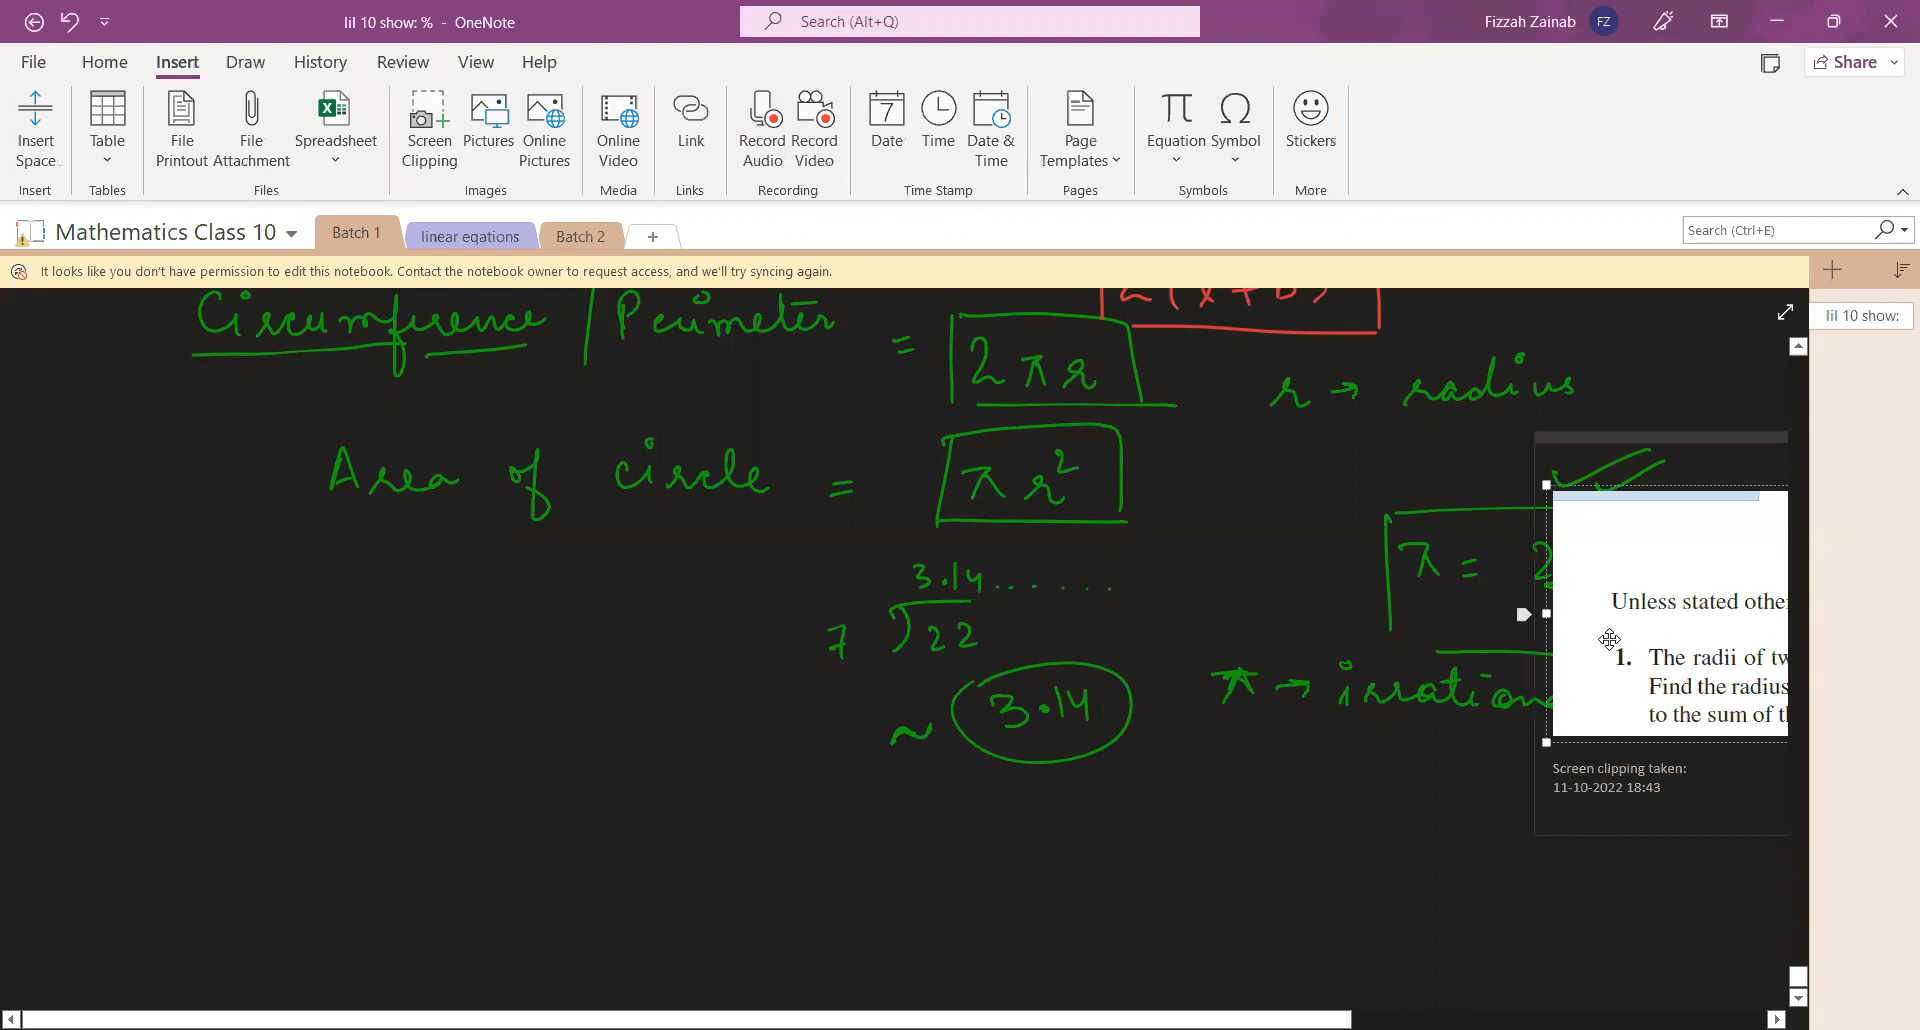 lil 10 show: % - OneNote
Search (Alt+Q)
Fizzah Zainab
FZ
File Home Insert Draw History Review View Help
Share
Insert Space
Table
File Printout
File Attachment
Spreadsheet
Screen Clipping
Pictures
Online Pictures
Online Video
Link
Record Audio
Record Video
7
Date
Time
Date & Time
Page Templates
Equation
Symbol
Stickers
Insert Tables Files Images Media Links Recording Time Stamp Pages Symbols More
Mathematics Class 10
Batch 1
linear eqations
Batch 2
Search (Ctrl+E)
It looks like you don't have permission to edit this notebook. Contact the notebook owner to request access, and we'll try syncing again.
lil 10 show:
Circumference | Perimeter = 2πr
r → radius
Area of circle = πr²
3.14......
7 ) 22
~ 3.14
π = 2
π → irration
Unless stated othe
1. The radii of tw
Find the radius
to the sum of t
Screen clipping taken:
11-10-2022 18:43